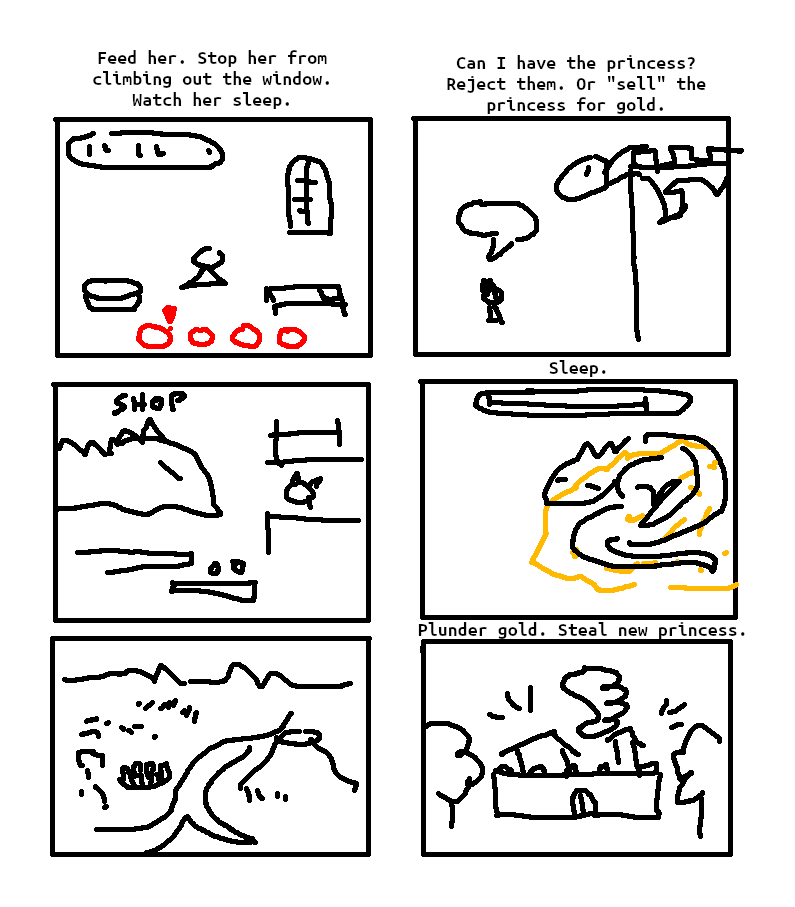 Feed her. Stop her from
climbing out the window.
Watch her sleep.
Can I have the princess?
Reject them. Or "sell" the
princess for gold.
SHOP
Sleep.
Plunder gold. Steal new princess.